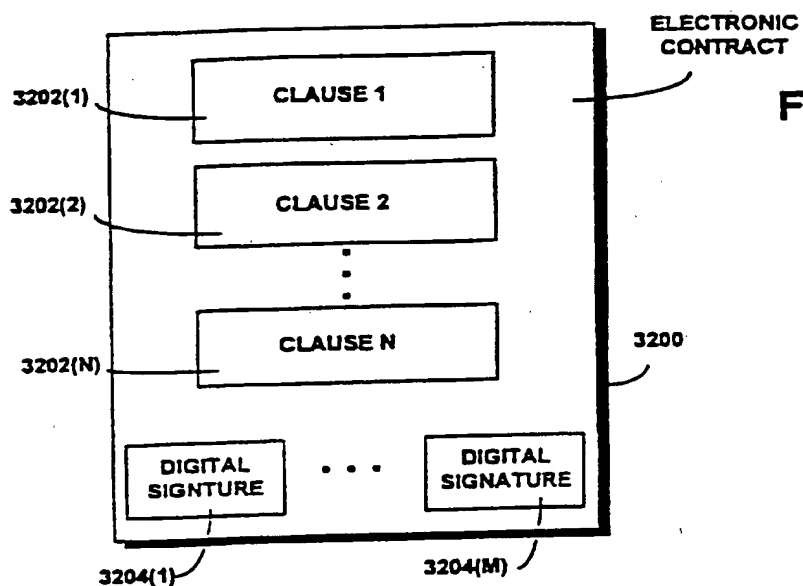 ELECTRONIC
CONTRACT
F
3202(1)
CLAUSE 1
3202(2)
CLAUSE 2
3202(N)
CLAUSE N
3200
DIGITAL
SIGNTURE
DIGITAL
SIGNATURE
3204(1)
3204(M)